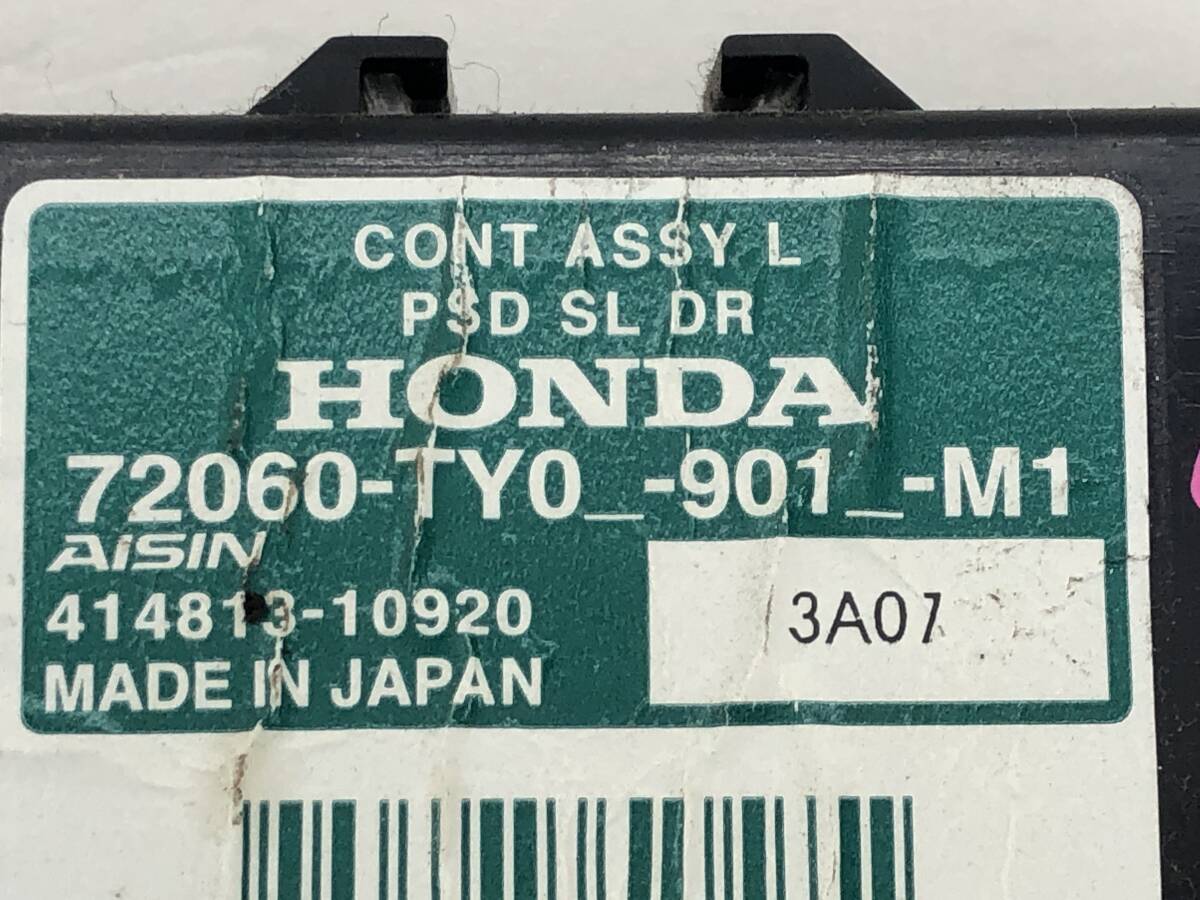 CONT ASSY L
PSD SL DR
HONDA
72060-TY0_-901_-M1
AISIN
414813-10920
3A07
MADE IN JAPAN